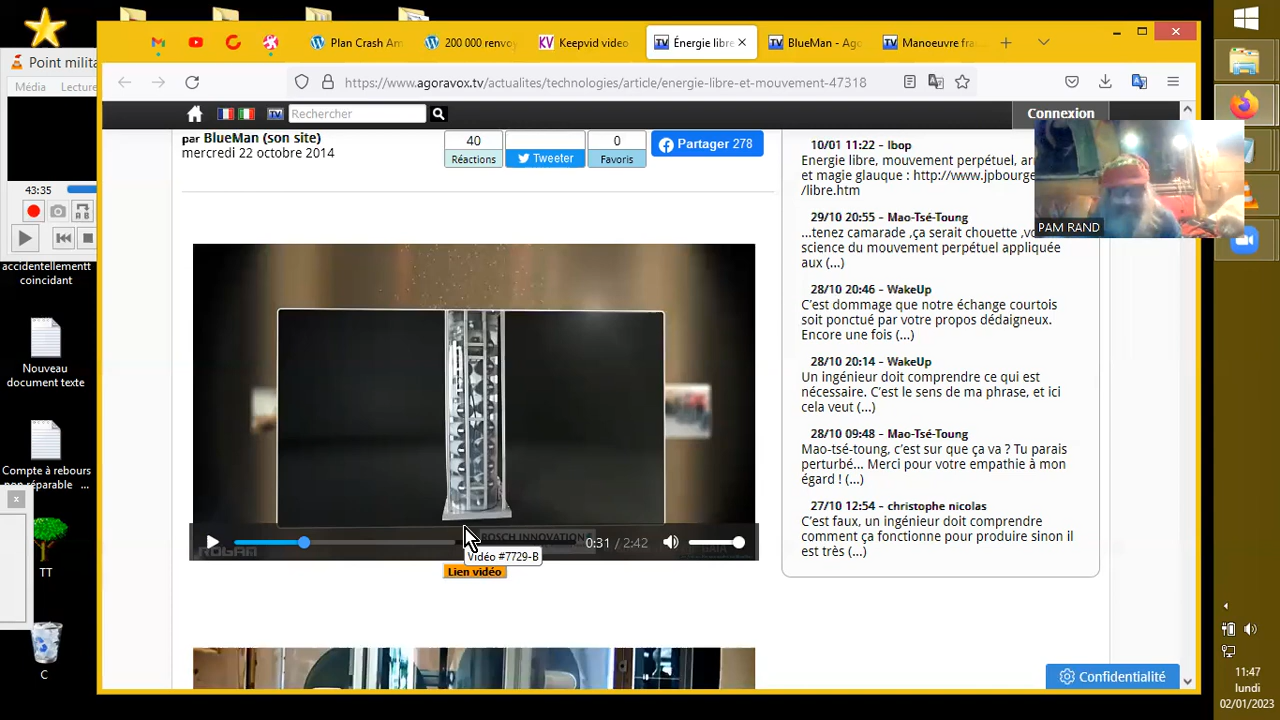 Point milita
Média
Lecture
43:35
accidentellementt
coincidant
Nouveau
document texte
Compte à rebours
non réparable ...
x
TT
C
Plan Crash Am
200 000 renvoy
Keepvid video
Énergie libre
BlueMan - Ago
Manoeuvre fra
https://www.agoravox.tv/actualites/technologies/article/energie-libre-et-mouvement-47318
TV
Rechercher
Connexion
par BlueMan (son site)
mercredi 22 octobre 2014
40
Réactions
Tweeter
0
Favoris
Partager 278
ROSCH INNOVATION
0:31 / 2:42
Vidéo #7729-B
Lien vidéo
10/01 11:22 - lbop
Energie libre, mouvement perpétuel, ar
et magie glauque : http://www.jpbourge
/libre.htm
29/10 20:55 - Mao-Tsé-Toung
...tenez camarade ,ça serait chouette ,vo
science du mouvement perpétuel appliquée
aux (...)
28/10 20:46 - WakeUp
C'est dommage que notre échange courtois
soit ponctué par votre propos dédaigneux.
Encore une fois (...)
28/10 20:14 - WakeUp
Un ingénieur doit comprendre ce qui est
nécessaire. C'est le sens de ma phrase, et ici
cela veut (...)
28/10 09:48 - Mao-Tsé-Toung
Mao-tsé-toung, c'est sur que ça va ? Tu parais
perturbé... Merci pour votre empathie à mon
égard ! (...)
27/10 12:54 - christophe nicolas
C'est faux, un ingénieur doit comprendre
comment ça fonctionne pour produire sinon il
est très (...)
PAM RAND
Confidentialité
11:47
lundi
02/01/2023